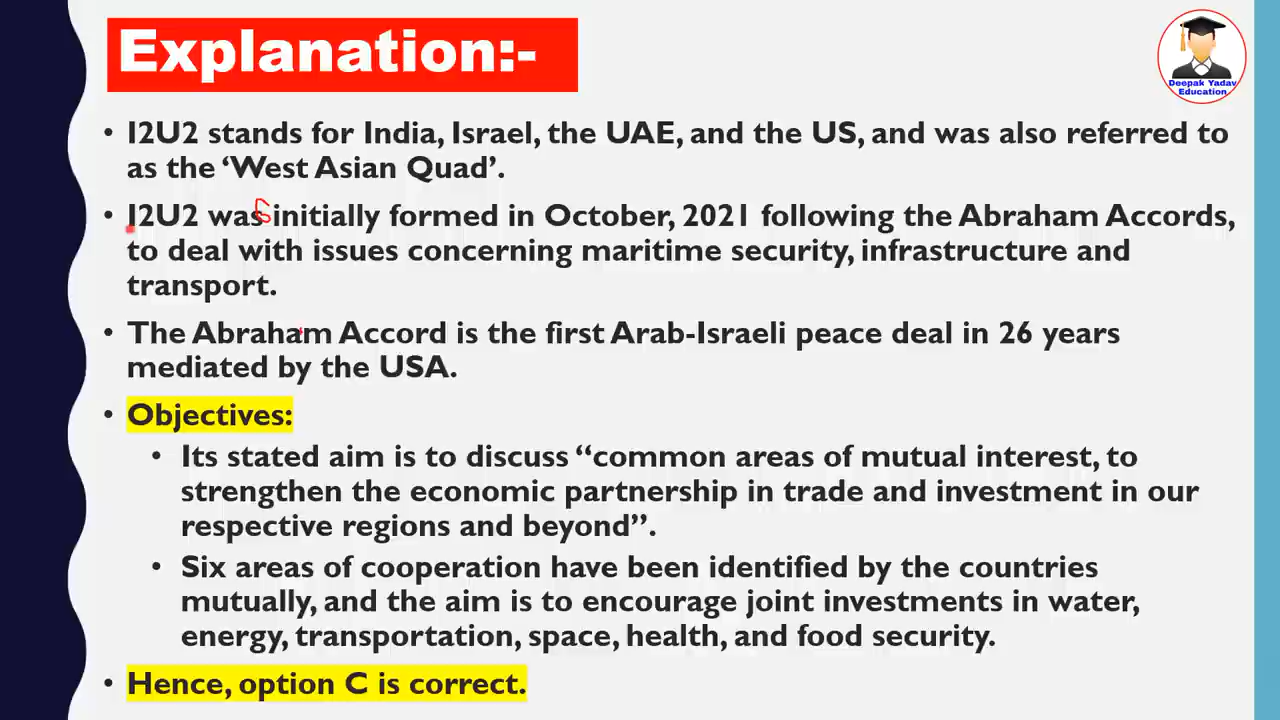 Explanation:-
Deepak Yadav
Education
• I2U2 stands for India, Israel, the UAE, and the US, and was also referred to
as the ‘West Asian Quad’.
• I2U2 was initially formed in October, 2021 following the Abraham Accords,
to deal with issues concerning maritime security, infrastructure and
transport.
• The Abraham Accord is the first Arab-Israeli peace deal in 26 years
mediated by the USA.
• Objectives:
• Its stated aim is to discuss “common areas of mutual interest, to
strengthen the economic partnership in trade and investment in our
respective regions and beyond”.
• Six areas of cooperation have been identified by the countries
mutually, and the aim is to encourage joint investments in water,
energy, transportation, space, health, and food security.
• Hence, option C is correct.